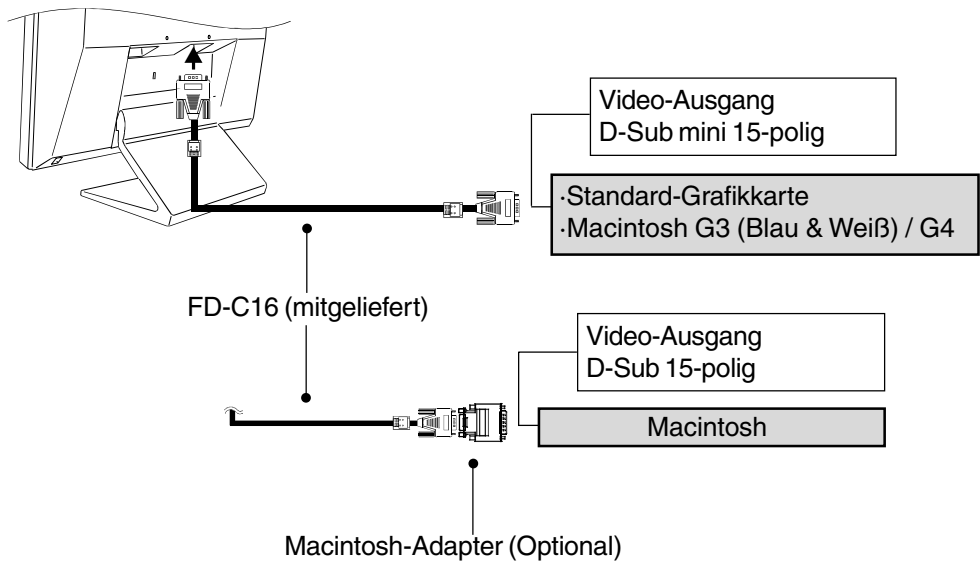 Video-Ausgang
D-Sub mini 15-polig
·Standard-Grafikkarte
·Macintosh G3 (Blau & Weiß) / G4
FD-C16 (mitgeliefert)
Video-Ausgang
D-Sub 15-polig
Macintosh
Macintosh-Adapter (Optional)